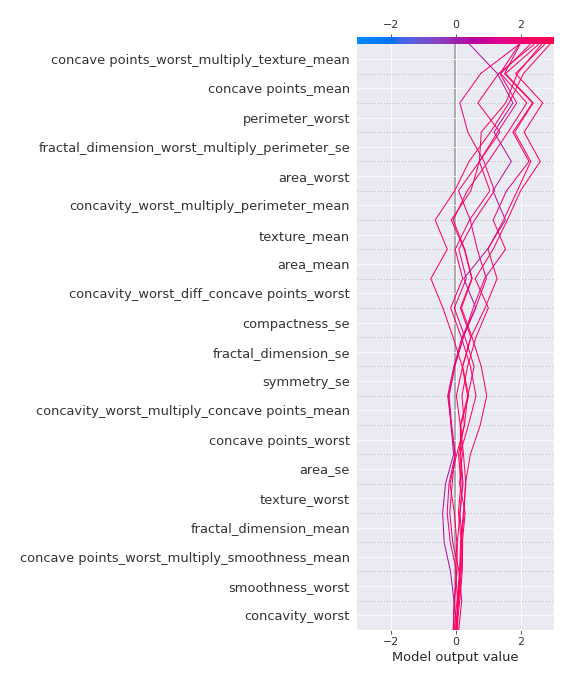 −2 0 2
concave points_worst_multiply_texture_mean
concave points_mean
perimeter_worst
fractal_dimension_worst_multiply_perimeter_se
area_worst
concavity_worst_multiply_perimeter_mean
texture_mean
area_mean
concavity_worst_diff_concave points_worst
compactness_se
fractal_dimension_se
symmetry_se
concavity_worst_multiply_concave points_mean
concave points_worst
area_se
texture_worst
fractal_dimension_mean
concave points_worst_multiply_smoothness_mean
smoothness_worst
concavity_worst
−2 0 2
Model output value